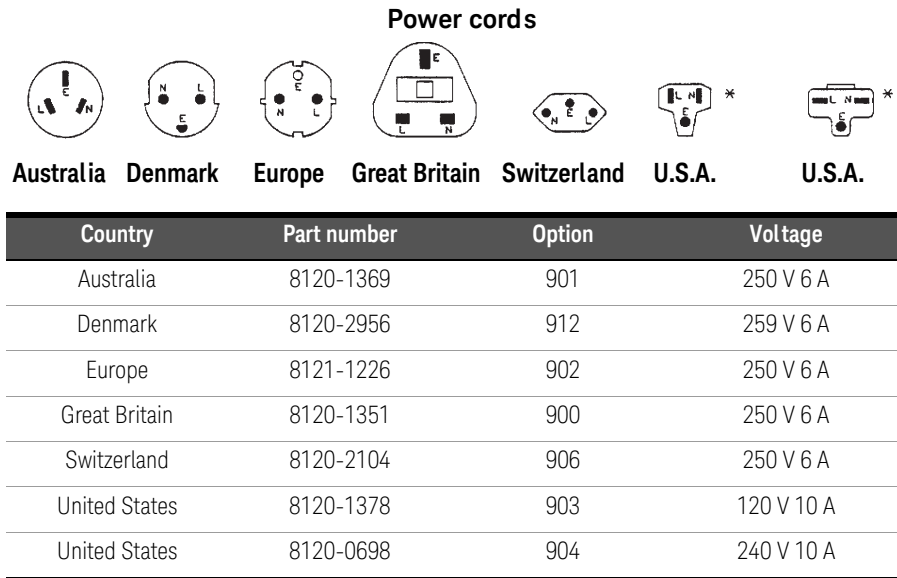 Power cords
E L N
N L E
E N L
E L N
N E L
L N E *
L N E *
Australia Denmark Europe Great Britain Switzerland U.S.A. U.S.A.
Country Part number Option Voltage
Australia 8120-1369 901 250 V 6 A
Denmark 8120-2956 912 259 V 6 A
Europe 8121-1226 902 250 V 6 A
Great Britain 8120-1351 900 250 V 6 A
Switzerland 8120-2104 906 250 V 6 A
United States 8120-1378 903 120 V 10 A
United States 8120-0698 904 240 V 10 A